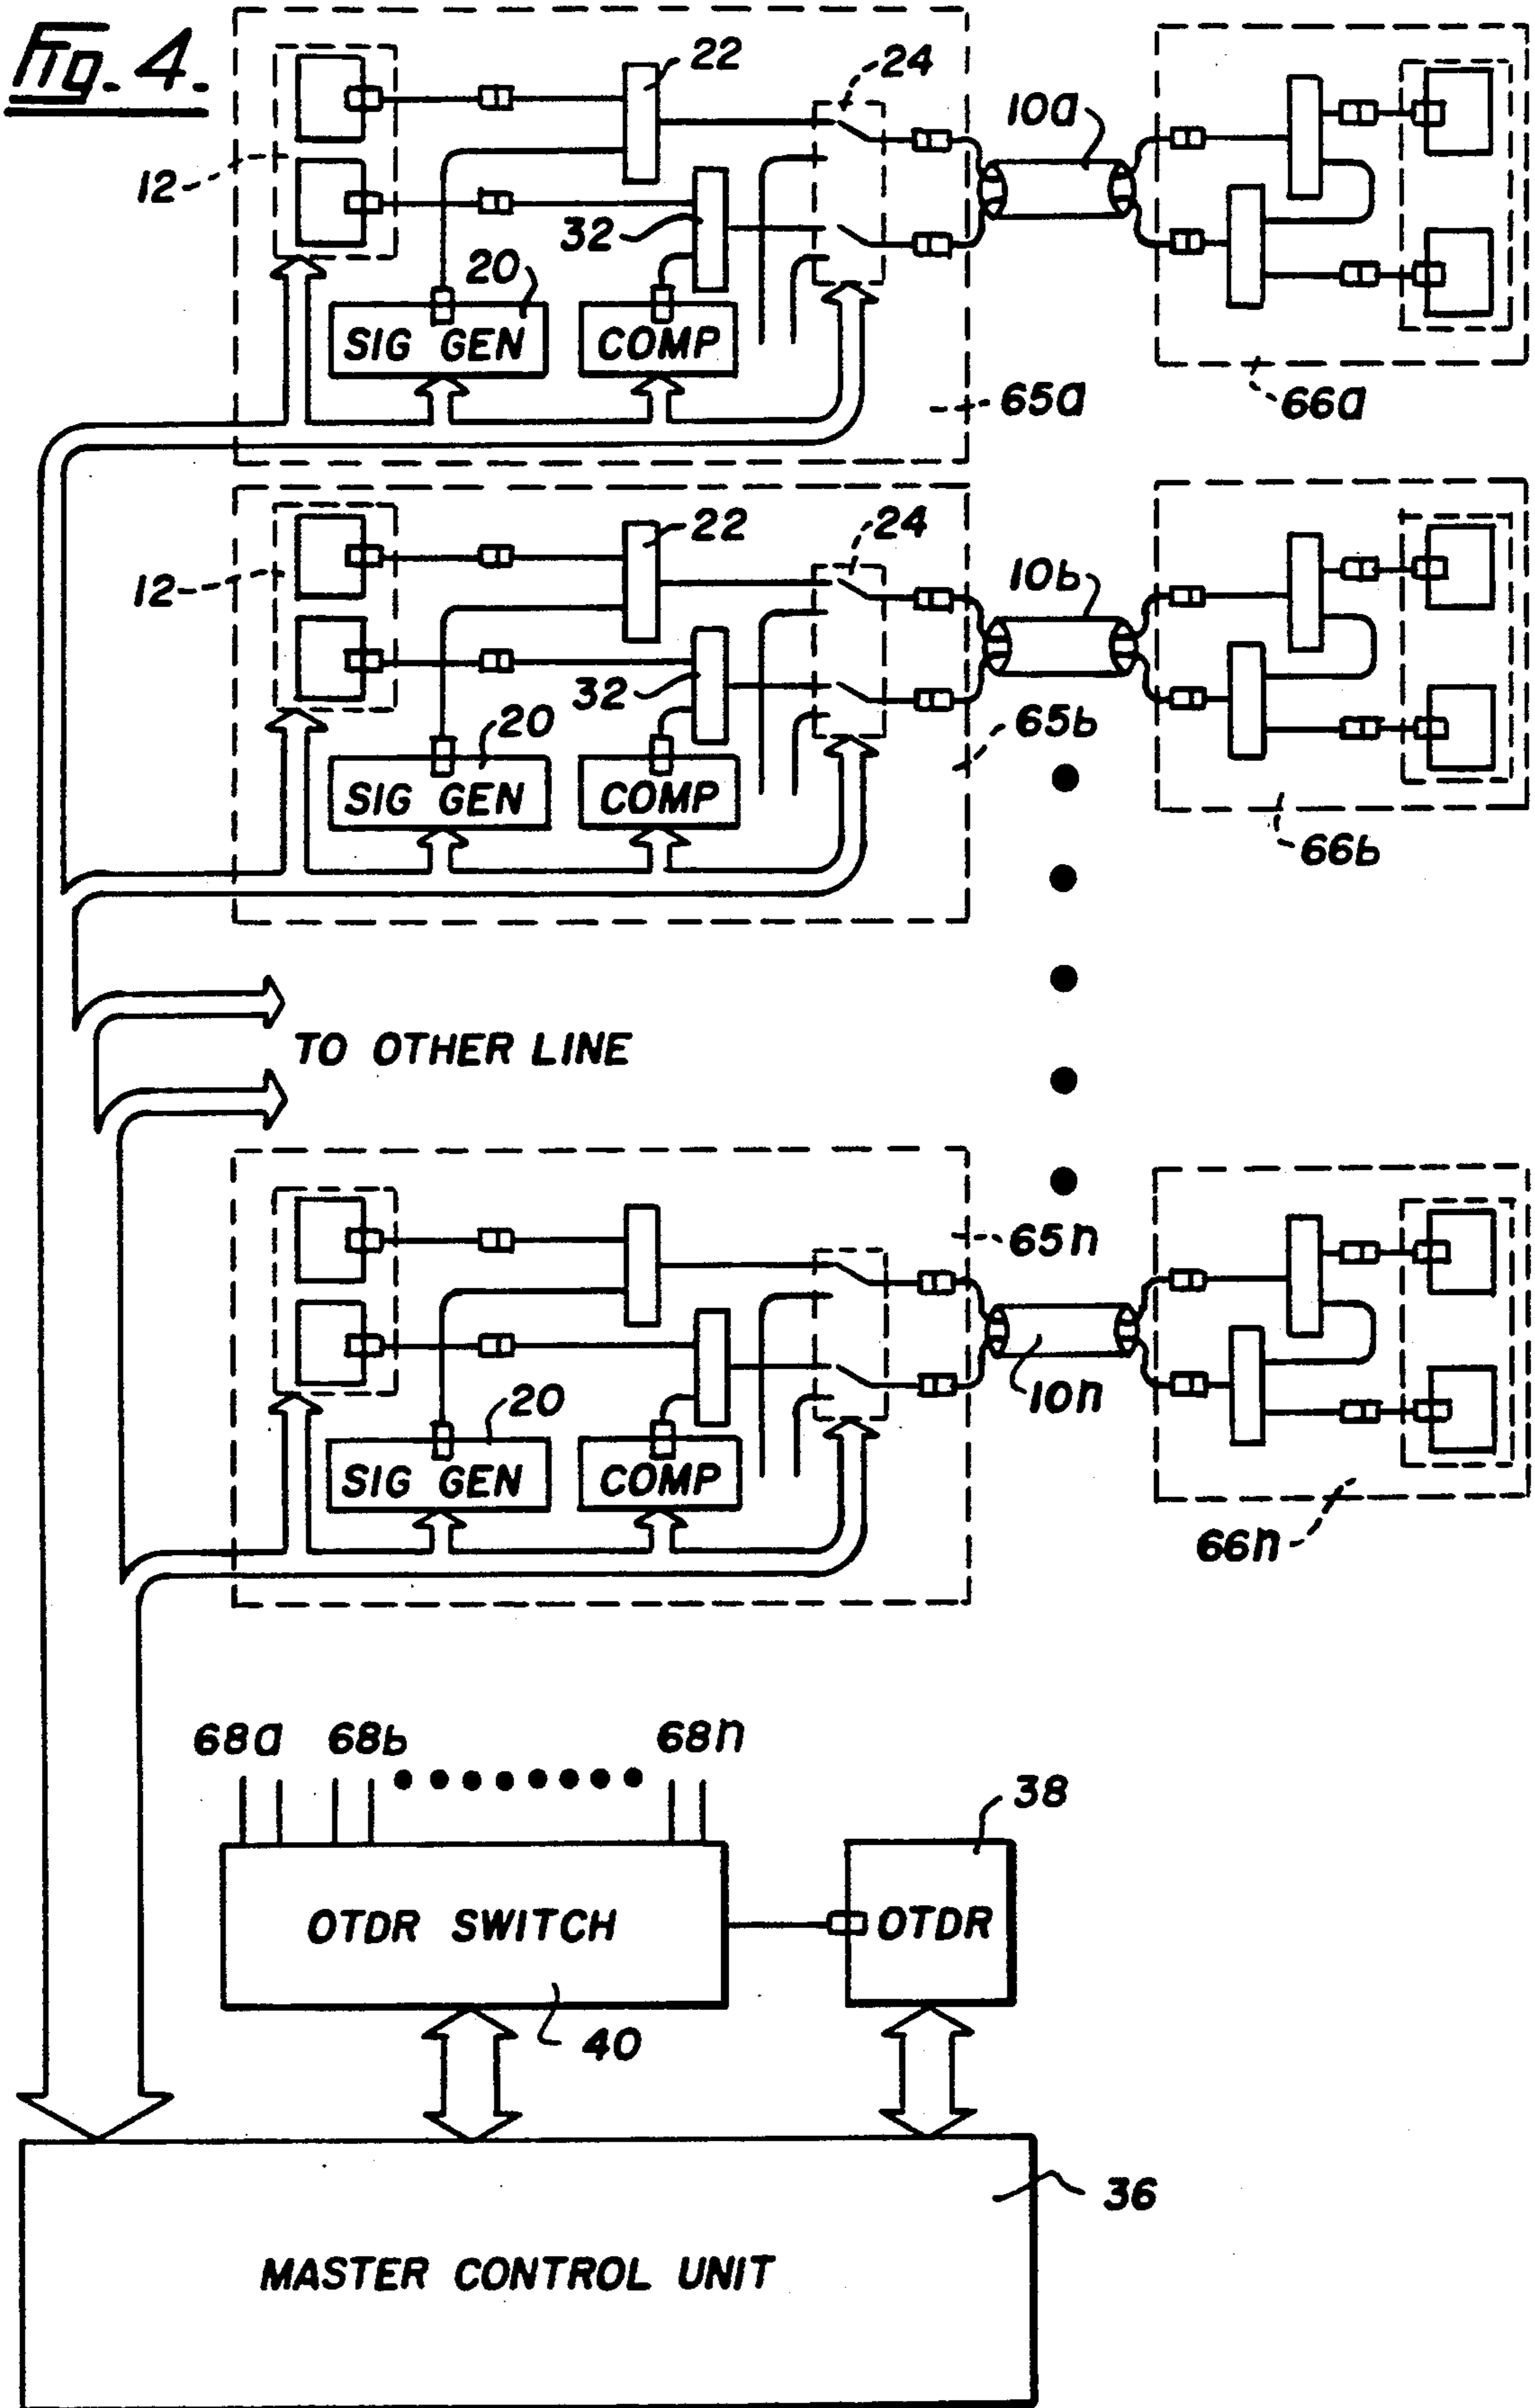 Fig. 4.
22
24
10a
12
32
20
SIG GEN
COMP
65a
66a
22
24
10b
12
32
20
65b
SIG GEN
COMP
66b
TO OTHER LINE
65n
20
10n
SIG GEN
COMP
66n
68a 68b 68n
38
OTDR SWITCH
OTDR
40
36
MASTER CONTROL UNIT